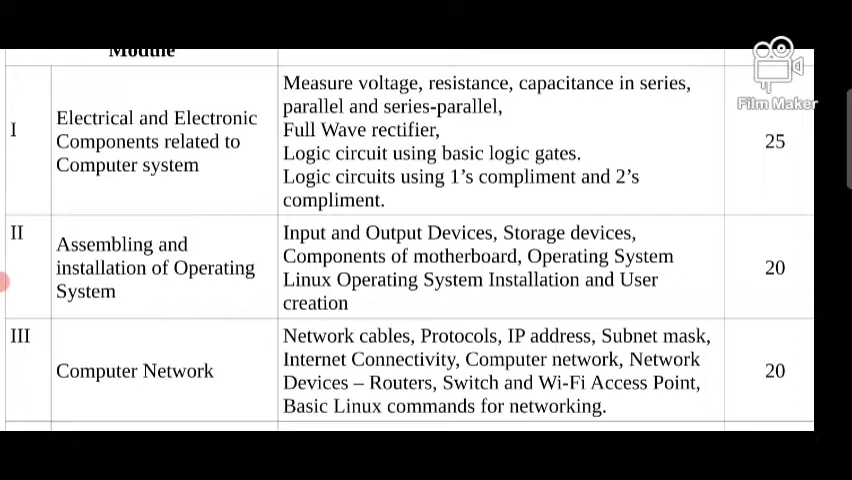 Module
I
Electrical and Electronic
Components related to
Computer system
Measure voltage, resistance, capacitance in series,
parallel and series-parallel,
Full Wave rectifier,
Logic circuit using basic logic gates.
Logic circuits using 1’s compliment and 2’s
compliment.
25
II
Assembling and
installation of Operating
System
Input and Output Devices, Storage devices,
Components of motherboard, Operating System
Linux Operating System Installation and User
creation
20
III
Computer Network
Network cables, Protocols, IP address, Subnet mask,
Internet Connectivity, Computer network, Network
Devices – Routers, Switch and Wi-Fi Access Point,
Basic Linux commands for networking.
20
Film Maker